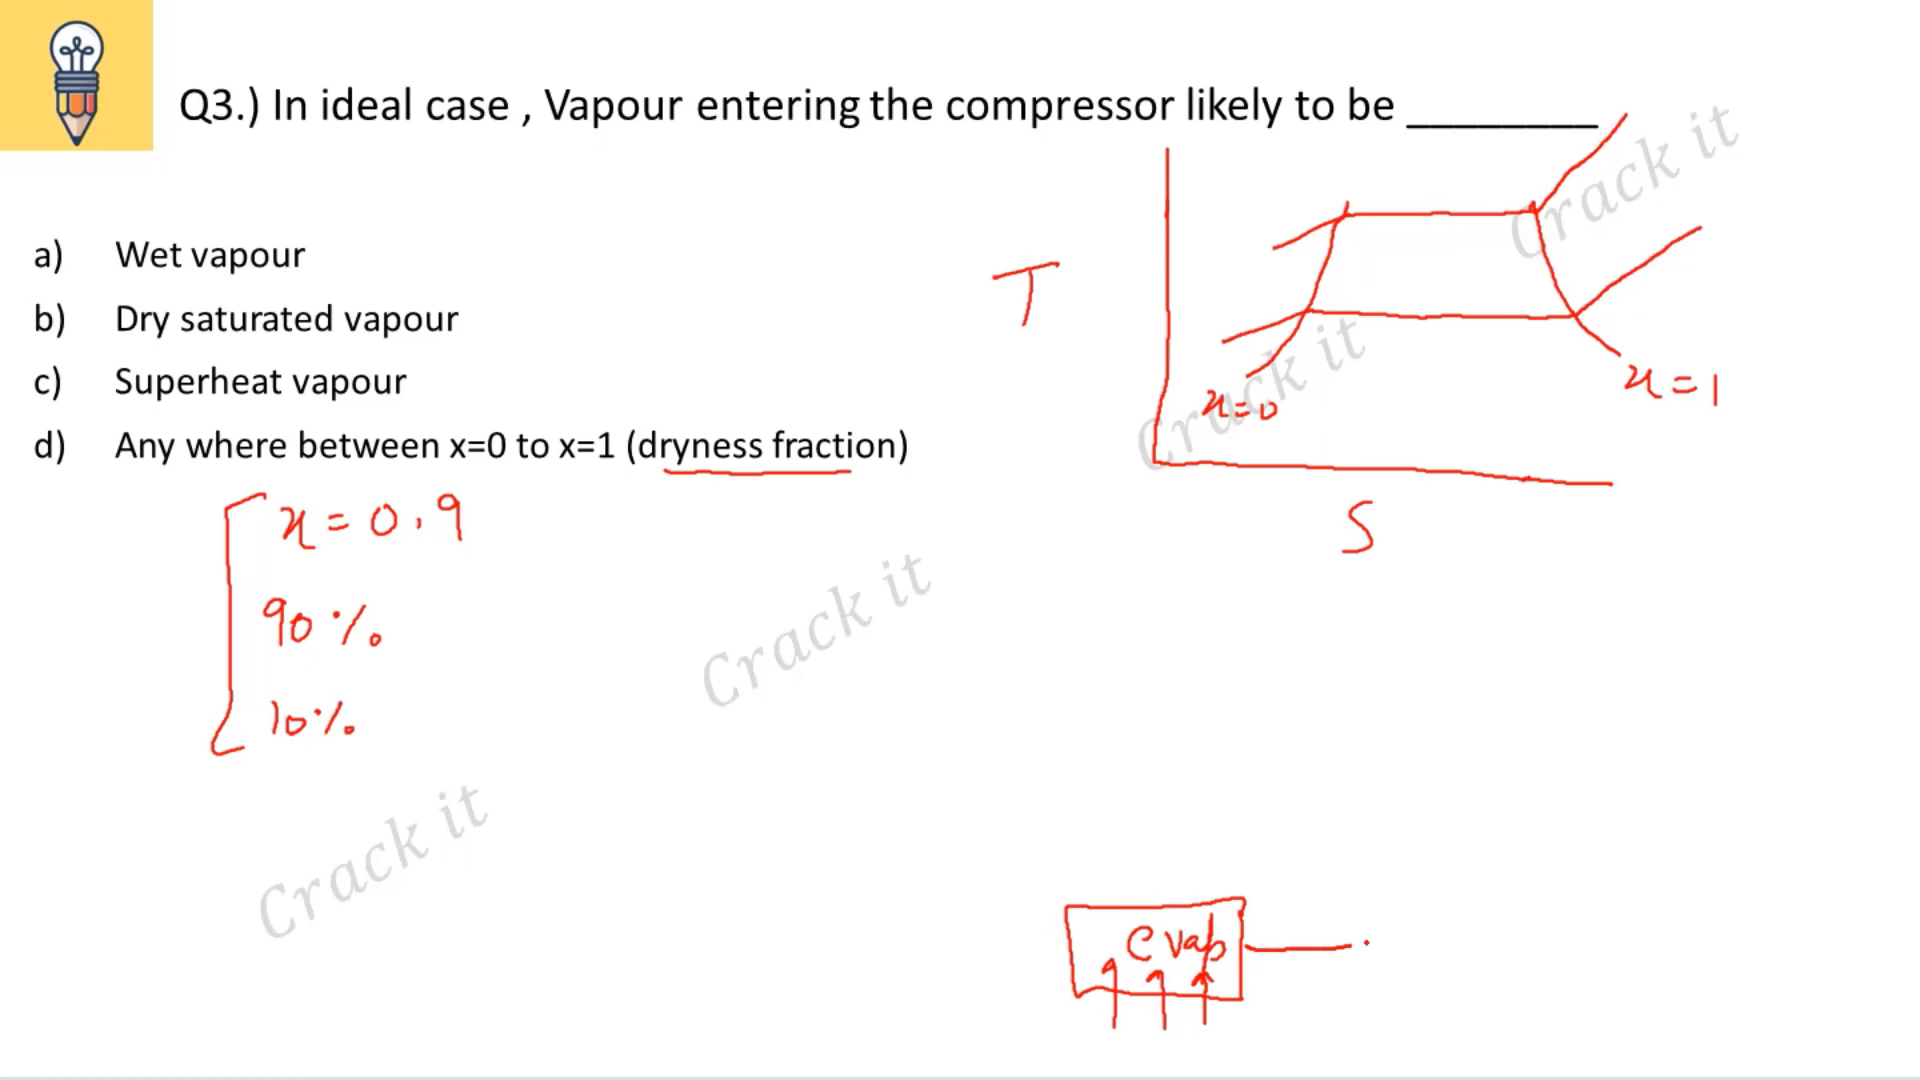 Q3.) In ideal case , Vapour entering the compressor likely to be ________
a) Wet vapour
b) Dry saturated vapour
c) Superheat vapour
d) Any where between x=0 to x=1 (dryness fraction)
x = 0.9
90%
10%
T
x=0
x=1
S
evap
Crack it
Crack it
Crack it
Crack it